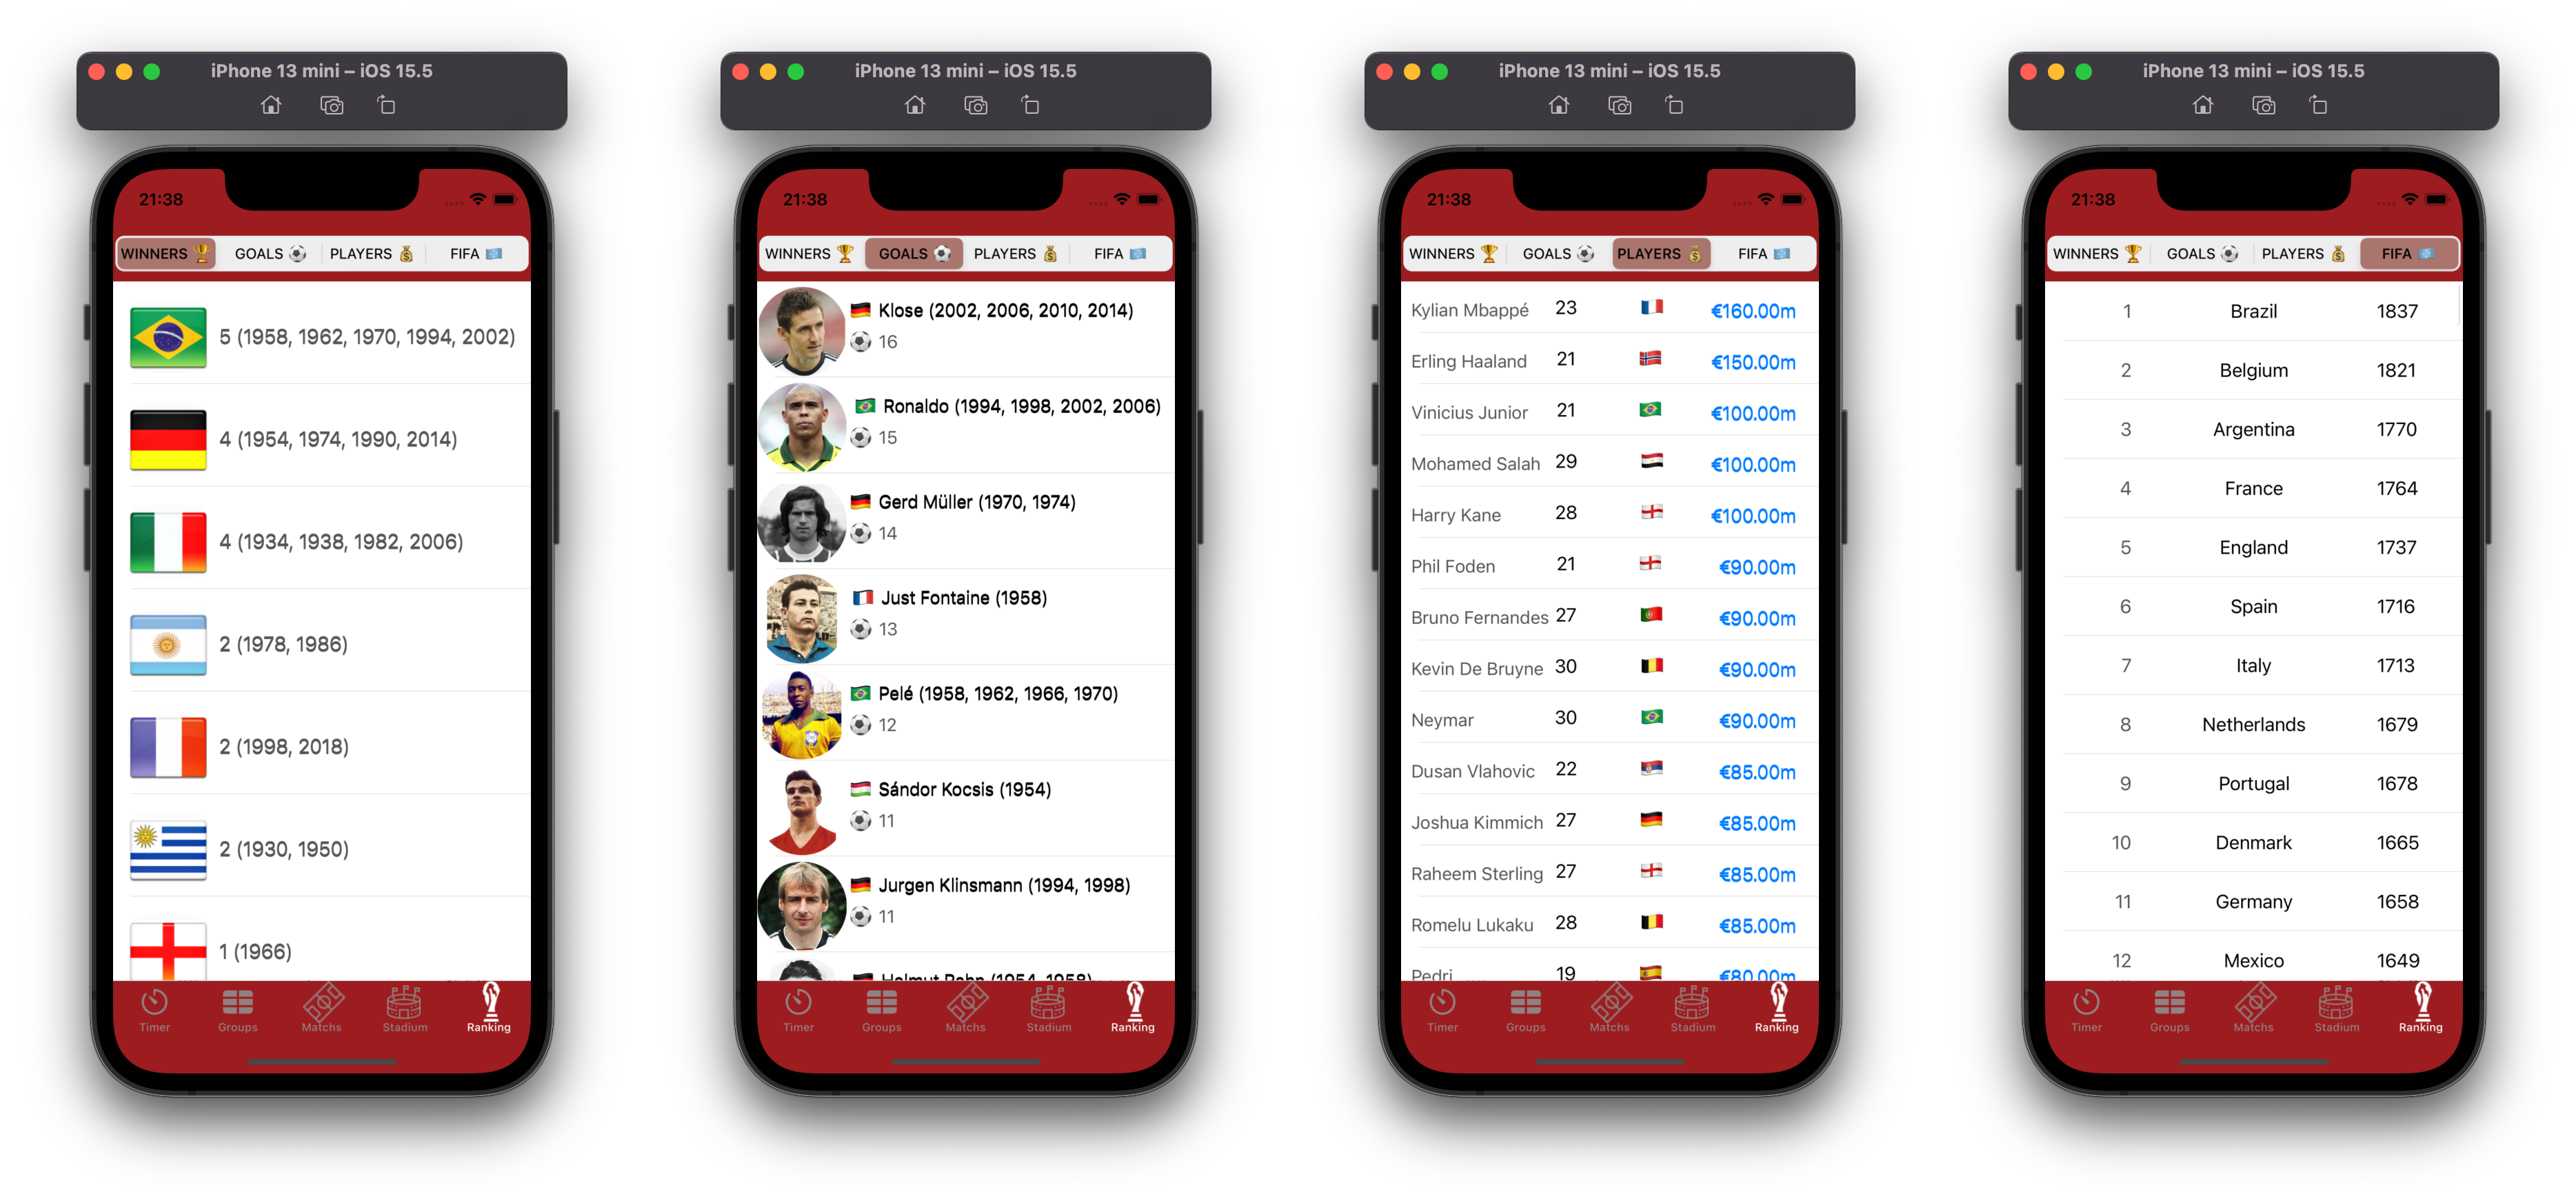 iPhone 13 mini – iOS 15.5
21:38
WINNERS GOALS PLAYERS FIFA
5 (1958, 1962, 1970, 1994, 2002)
4 (1954, 1974, 1990, 2014)
4 (1934, 1938, 1982, 2006)
2 (1978, 1986)
2 (1998, 2018)
2 (1930, 1950)
1 (1966)
Timer Groups Matchs Stadium Ranking
iPhone 13 mini – iOS 15.5
21:38
WINNERS GOALS PLAYERS FIFA
Klose (2002, 2006, 2010, 2014)
16
Ronaldo (1994, 1998, 2002, 2006)
15
Gerd Müller (1970, 1974)
14
Just Fontaine (1958)
13
Pelé (1958, 1962, 1966, 1970)
12
Sándor Kocsis (1954)
11
Jurgen Klinsmann (1994, 1998)
11
Helmut Rahn (1954, 1958)
Timer Groups Matchs Stadium Ranking
iPhone 13 mini – iOS 15.5
21:38
WINNERS GOALS PLAYERS FIFA
Kylian Mbappé 23 €160.00m
Erling Haaland 21 €150.00m
Vinicius Junior 21 €100.00m
Mohamed Salah 29 €100.00m
Harry Kane 28 €100.00m
Phil Foden 21 €90.00m
Bruno Fernandes 27 €90.00m
Kevin De Bruyne 30 €90.00m
Neymar 30 €90.00m
Dusan Vlahovic 22 €85.00m
Joshua Kimmich 27 €85.00m
Raheem Sterling 27 €85.00m
Romelu Lukaku 28 €85.00m
Pedri 19 €80.00m
Timer Groups Matchs Stadium Ranking
iPhone 13 mini – iOS 15.5
21:38
WINNERS GOALS PLAYERS FIFA
1 Brazil 1837
2 Belgium 1821
3 Argentina 1770
4 France 1764
5 England 1737
6 Spain 1716
7 Italy 1713
8 Netherlands 1679
9 Portugal 1678
10 Denmark 1665
11 Germany 1658
12 Mexico 1649
Timer Groups Matchs Stadium Ranking